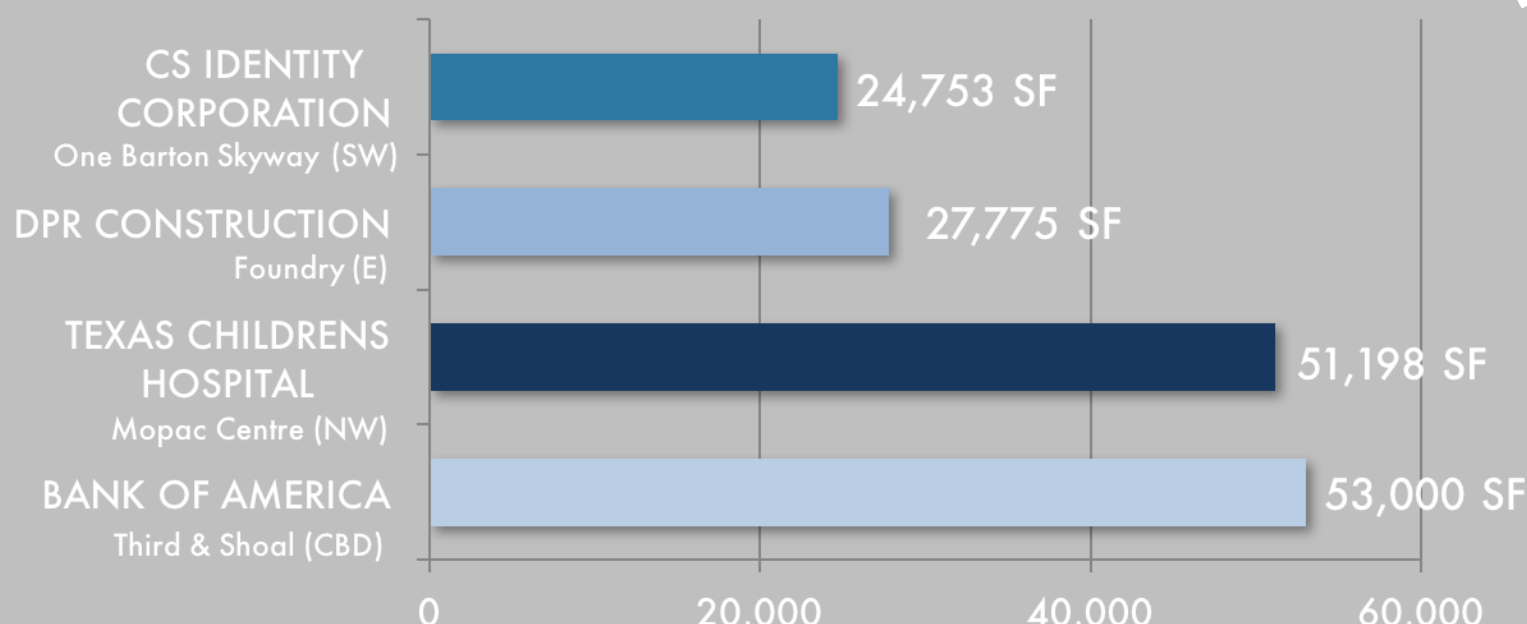 CS IDENTITY
CORPORATION
One Barton Skyway (SW)
24,753 SF
DPR CONSTRUCTION
Foundry (E)
27,775 SF
TEXAS CHILDRENS
HOSPITAL
Mopac Centre (NW)
51,198 SF
BANK OF AMERICA
Third & Shoal (CBD)
53,000 SF
0 20,000 40,000 60,000